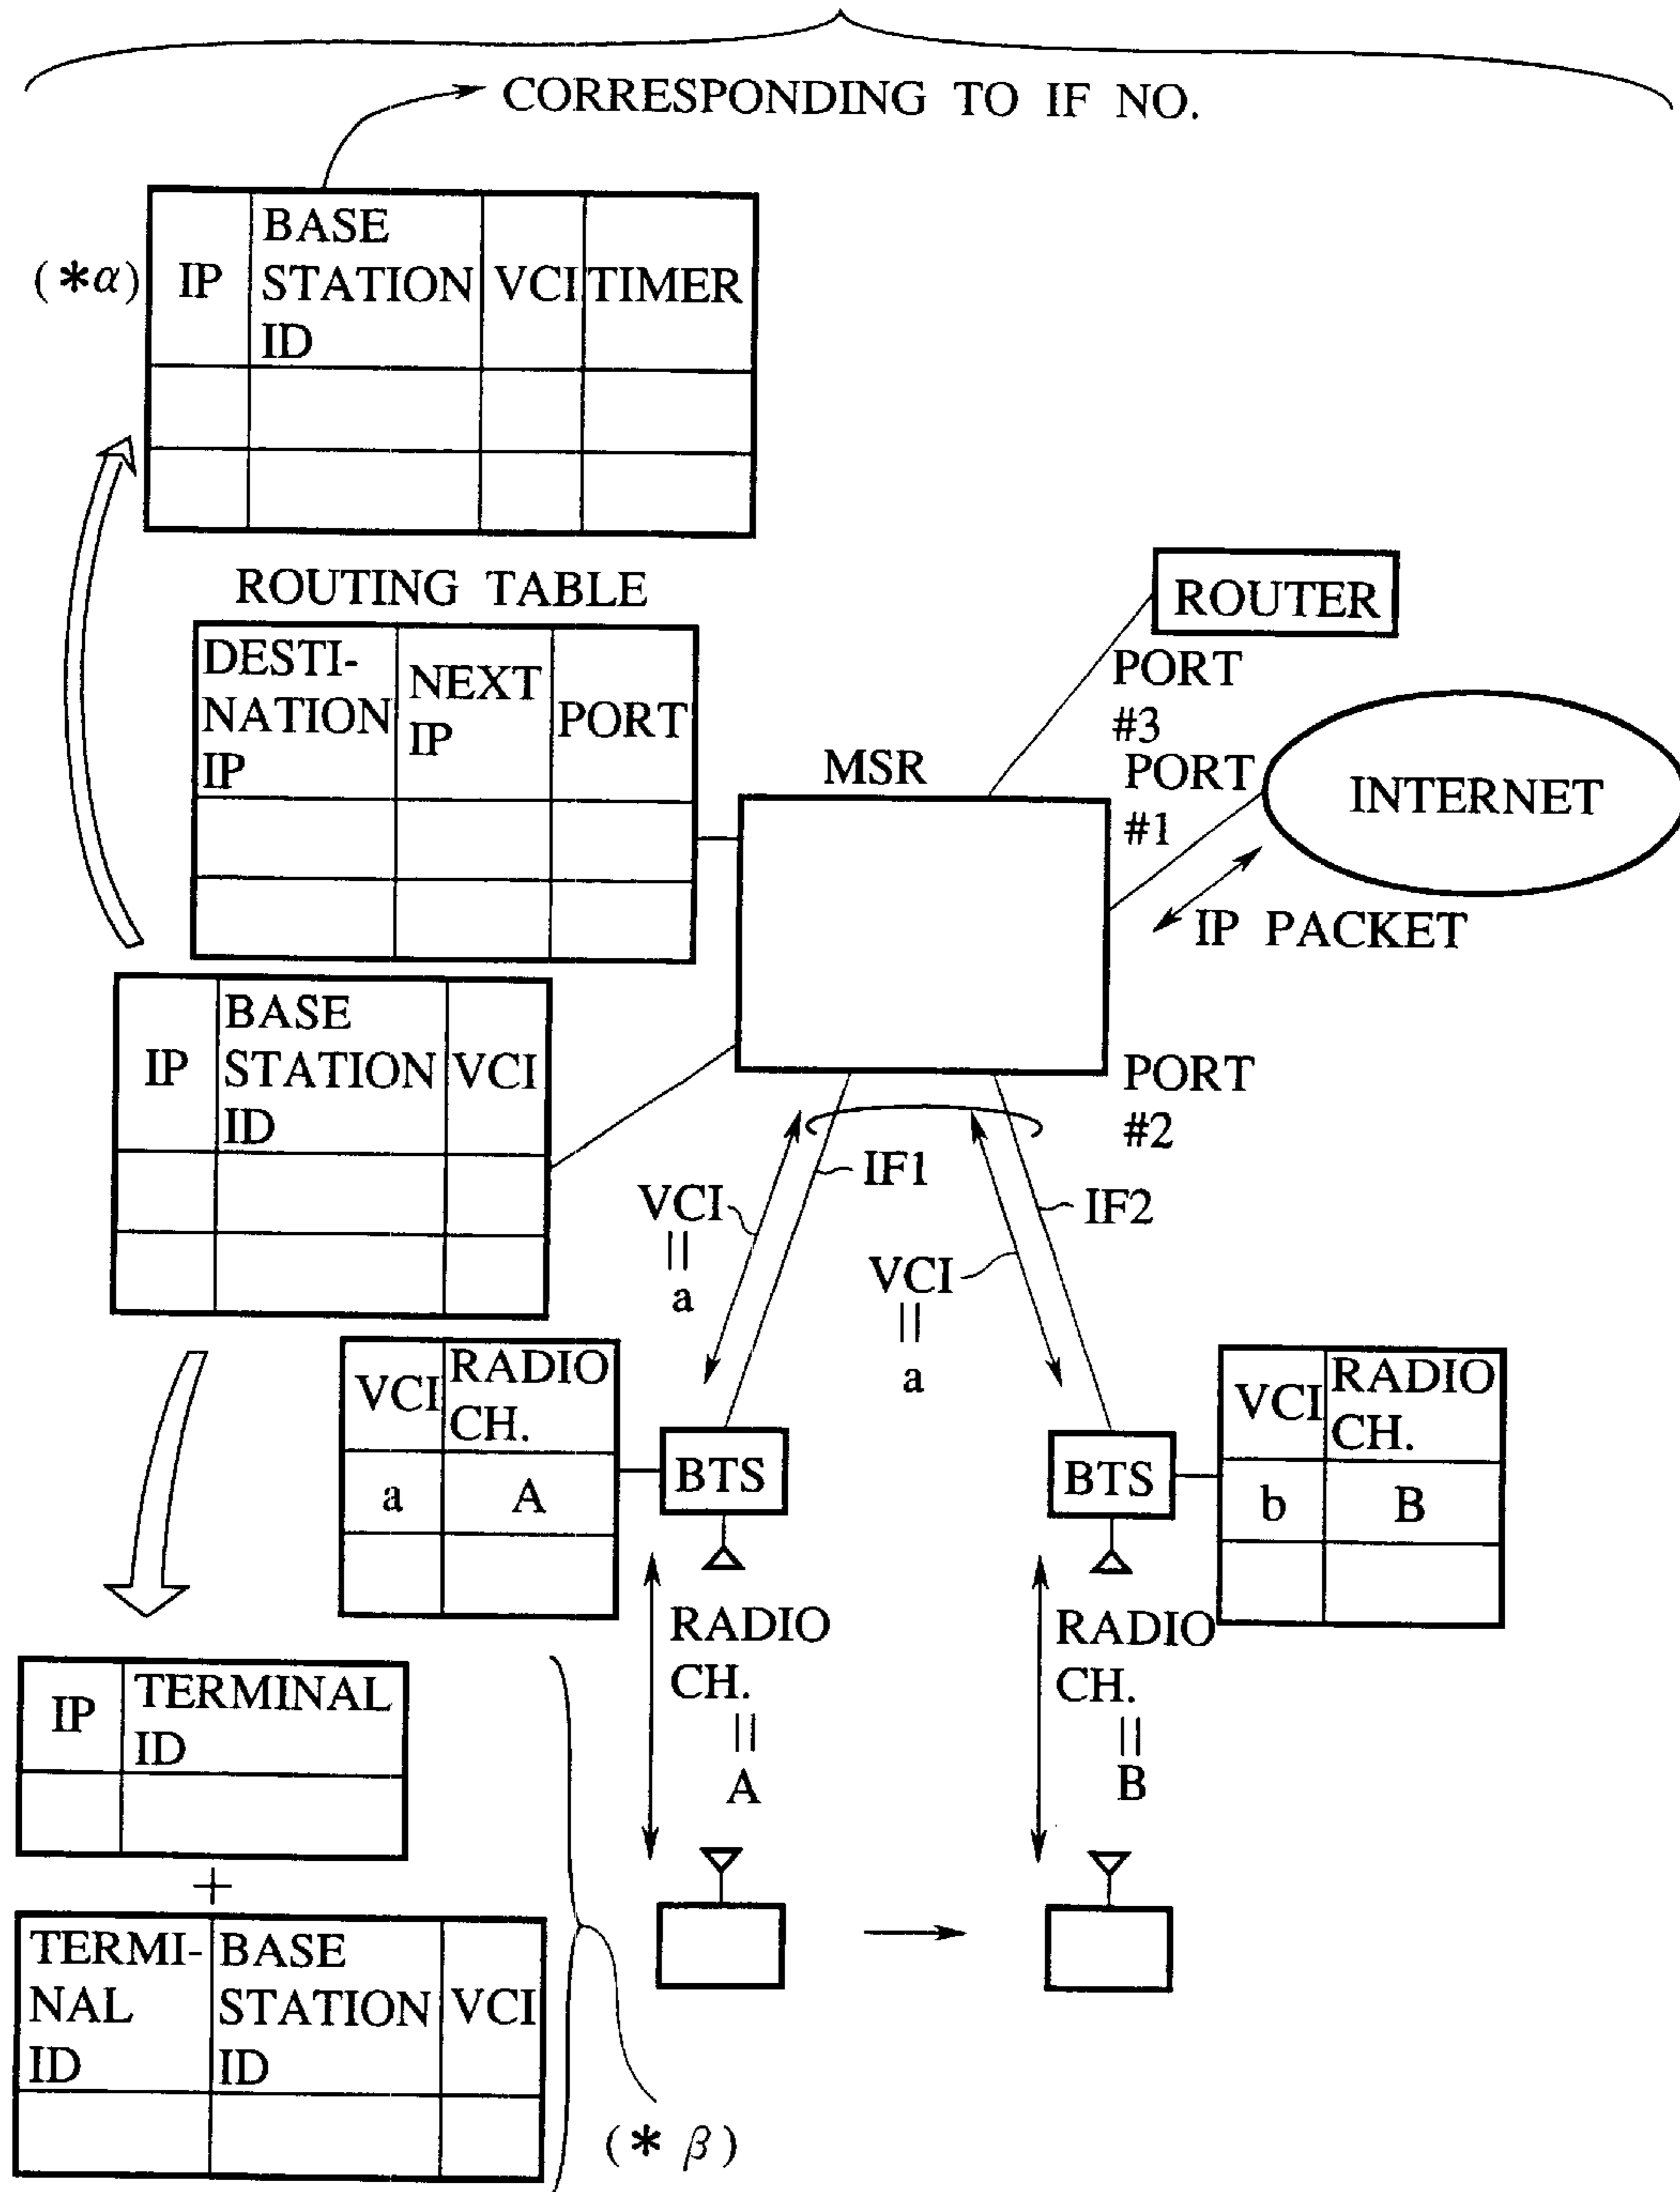 CORRESPONDING TO IF NO.
(*α)
IP
BASE
STATION
ID
VCI
TIMER
ROUTING TABLE
DESTI-
NATION
IP
NEXT
IP
PORT
ROUTER
PORT
#3
PORT
#1
INTERNET
MSR
IP PACKET
IP
BASE
STATION
ID
VCI
PORT
#2
IF1
IF2
VCI
||
a
VCI
||
a
VCI
RADIO
CH.
a
A
BTS
BTS
VCI
RADIO
CH.
b
B
RADIO
CH.
||
A
RADIO
CH.
||
B
IP
TERMINAL
ID
+
TERMI-
NAL
ID
BASE
STATION
ID
VCI
(* β)